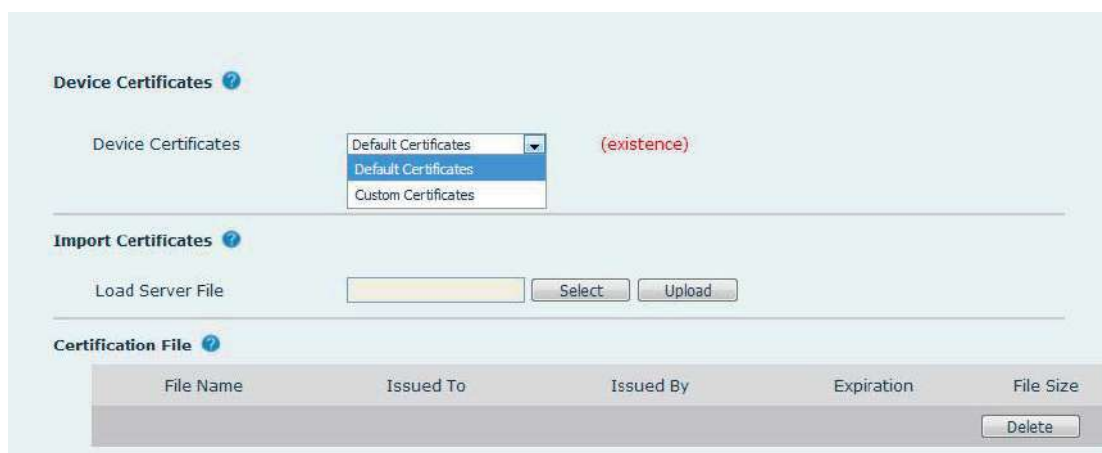 Device Certificates ?
Device Certificates Default Certificates (existence)
Default Certificates
Custom Certificates
Import Certificates ?
Load Server File Select Upload
Certification File ?
File Name Issued To Issued By Expiration File Size
Delete